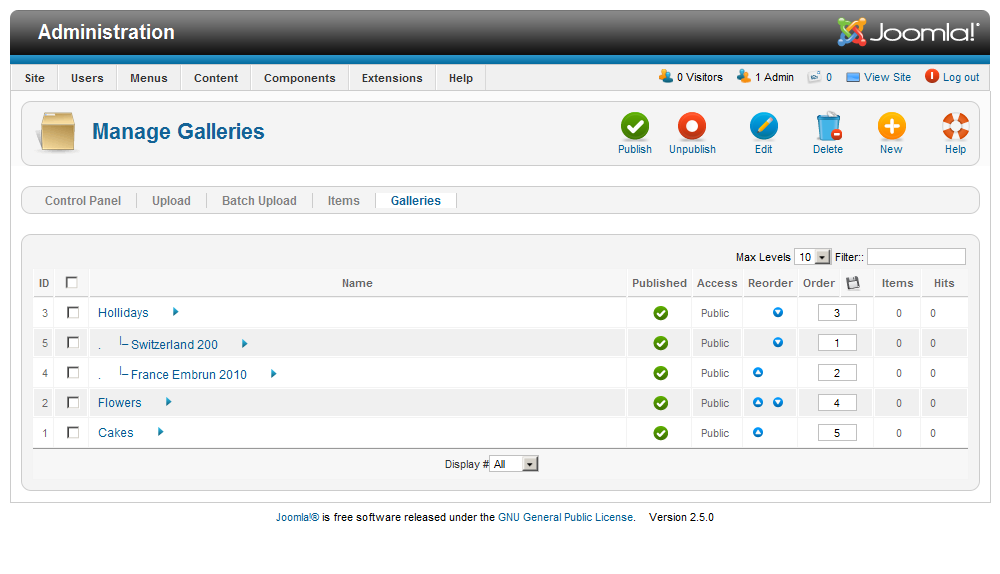 Administration Joomla!
Site Users Menus Content Components Extensions Help 0 Visitors 1 Admin 0 View Site Log out
Manage Galleries Publish Unpublish Edit Delete New Help
Control Panel Upload Batch Upload Items Galleries
Max Levels 10 Filter::
ID Name Published Access Reorder Order Items Hits
3 Hollidays Public 3 0 0
5 . Switzerland 200 Public 1 0 0
4 . France Embrun 2010 Public 2 0 0
2 Flowers Public 4 0 0
1 Cakes Public 5 0 0
Display # All
Joomla!® is free software released under the GNU General Public License. Version 2.5.0